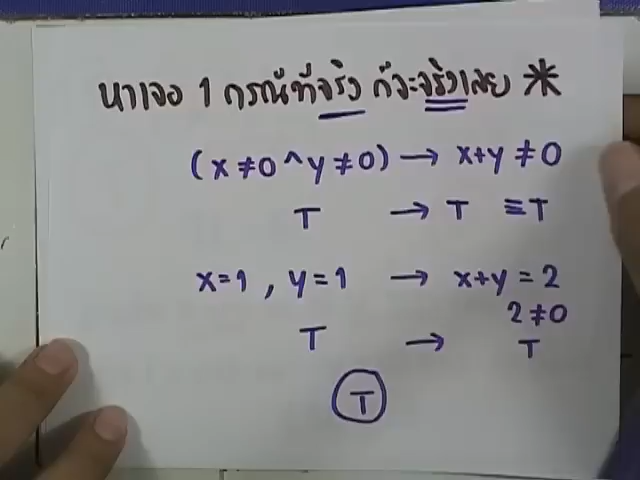 หาเจอ 1 กรณีที่จริง ก็จะจริงเลย *
(x ≠ 0 ^ y ≠ 0) → x+y ≠ 0
T → T ≡ T
x=1 , y=1 → x+y = 2
2 ≠ 0
T → T
T